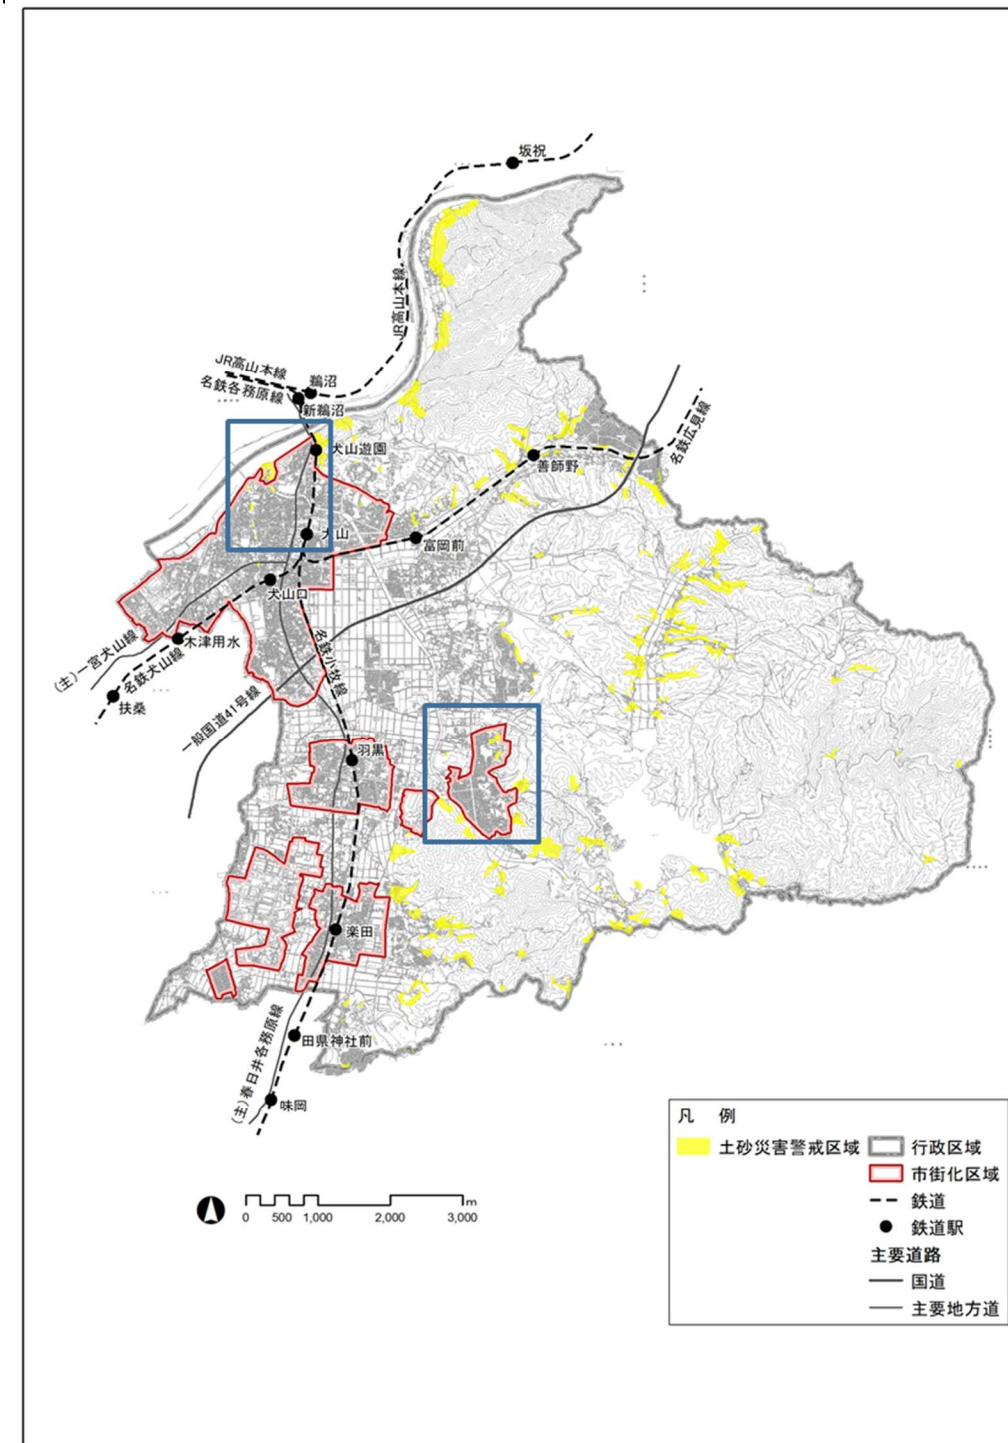 坂祝
JR高山本線
JR高山本線
鵜沼
名鉄各務原線
新鵜沼
犬山遊園
名鉄広見線
善師野
犬山
富岡前
犬山口
木津用水
名鉄小牧線
(主)一宮犬山線
名鉄犬山線
扶桑
一般国道41号線
羽黒
楽田
(主)春日井各務原線
田県神社前
味岡
凡 例
土砂災害警戒区域
行政区域
市街化区域
鉄道
鉄道駅
主要道路
国道
主要地方道
m
0 500 1,000 2,000 3,000